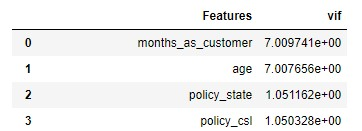 Features vif
0 months_as_customer 7.009741e+00
1 age 7.007656e+00
2 policy_state 1.051162e+00
3 policy_csl 1.050328e+00